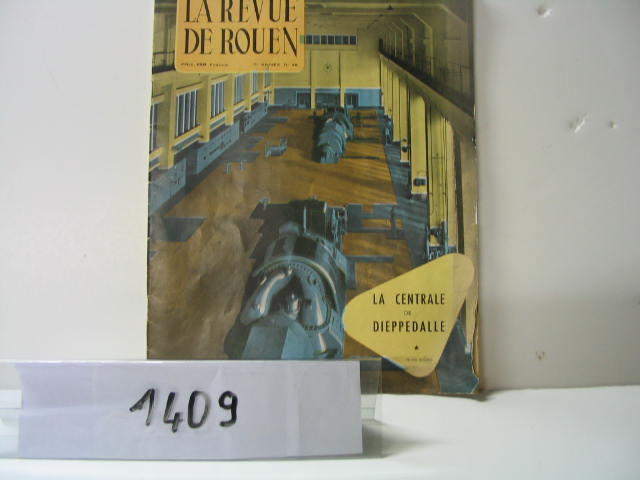 LA REVUE
DE ROUEN
LA CENTRALE
DE
DIEPPEDALLE
1409